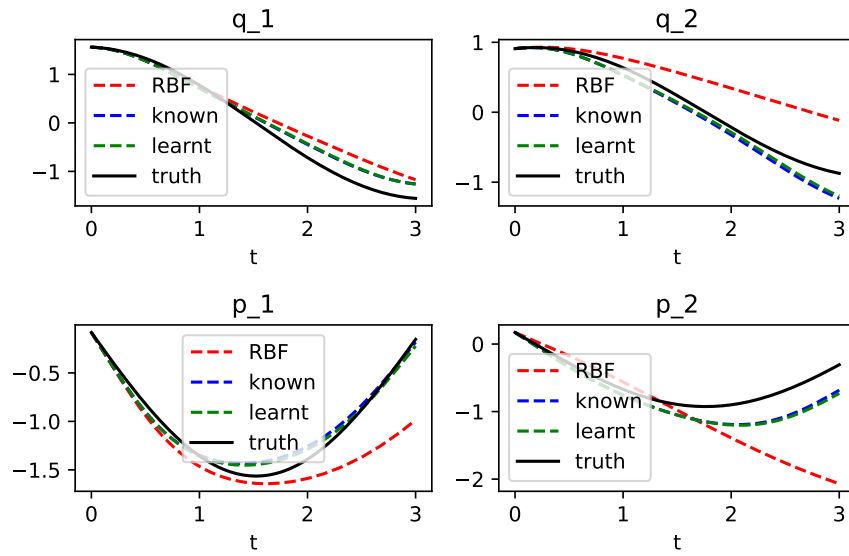 q_1
1
0
−1
RBF
known
learnt
truth
0 1 2 3
t
q_2
1
0
−1
RBF
known
learnt
truth
0 1 2 3
t
p_1
−0.5
−1.0
−1.5
RBF
known
learnt
truth
0 1 2 3
t
p_2
0
−1
−2
RBF
known
learnt
truth
0 1 2 3
t